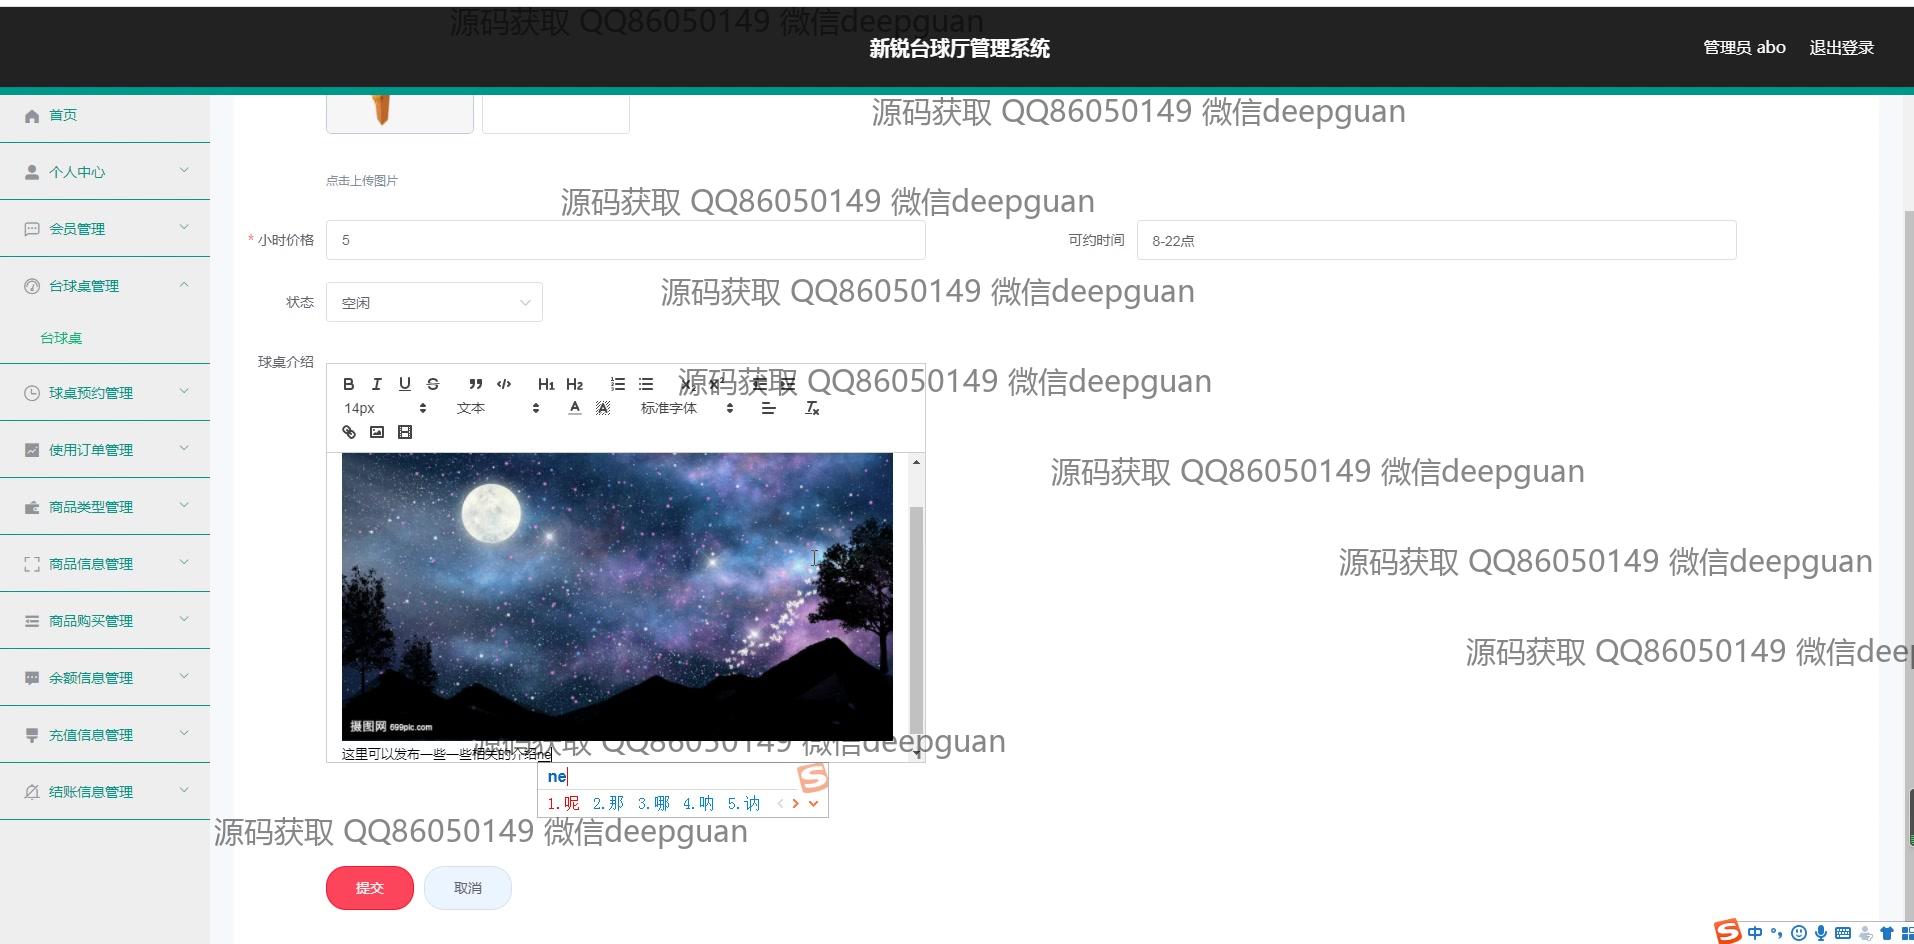 源码获取 QQ86050149 微信deepguan
新锐台球厅管理系统
管理员 abo
退出登录
首页
源码获取 QQ86050149 微信deepguan
个人中心
点击上传图片
源码获取 QQ86050149 微信deepguan
会员管理
* 小时价格
5
可约时间
8-22点
台球桌管理
源码获取 QQ86050149 微信deepguan
状态
空闲
台球桌
球桌介绍
源码获取 QQ86050149 微信deepguan
球桌预约管理
14px
文本
标准字体
使用订单管理
源码获取 QQ86050149 微信deepguan
商品类型管理
商品信息管理
源码获取 QQ86050149 微信deepguan
商品购买管理
源码获取 QQ86050149 微信deep
余额信息管理
摄图网 699pic.com
充值信息管理
源码获取 QQ86050149 微信deepguan
这里可以发布一些一些相关的介绍ne
ne
结账信息管理
1.呢 2.那 3.哪 4.呐 5.讷
源码获取 QQ86050149 微信deepguan
提交
取消
中